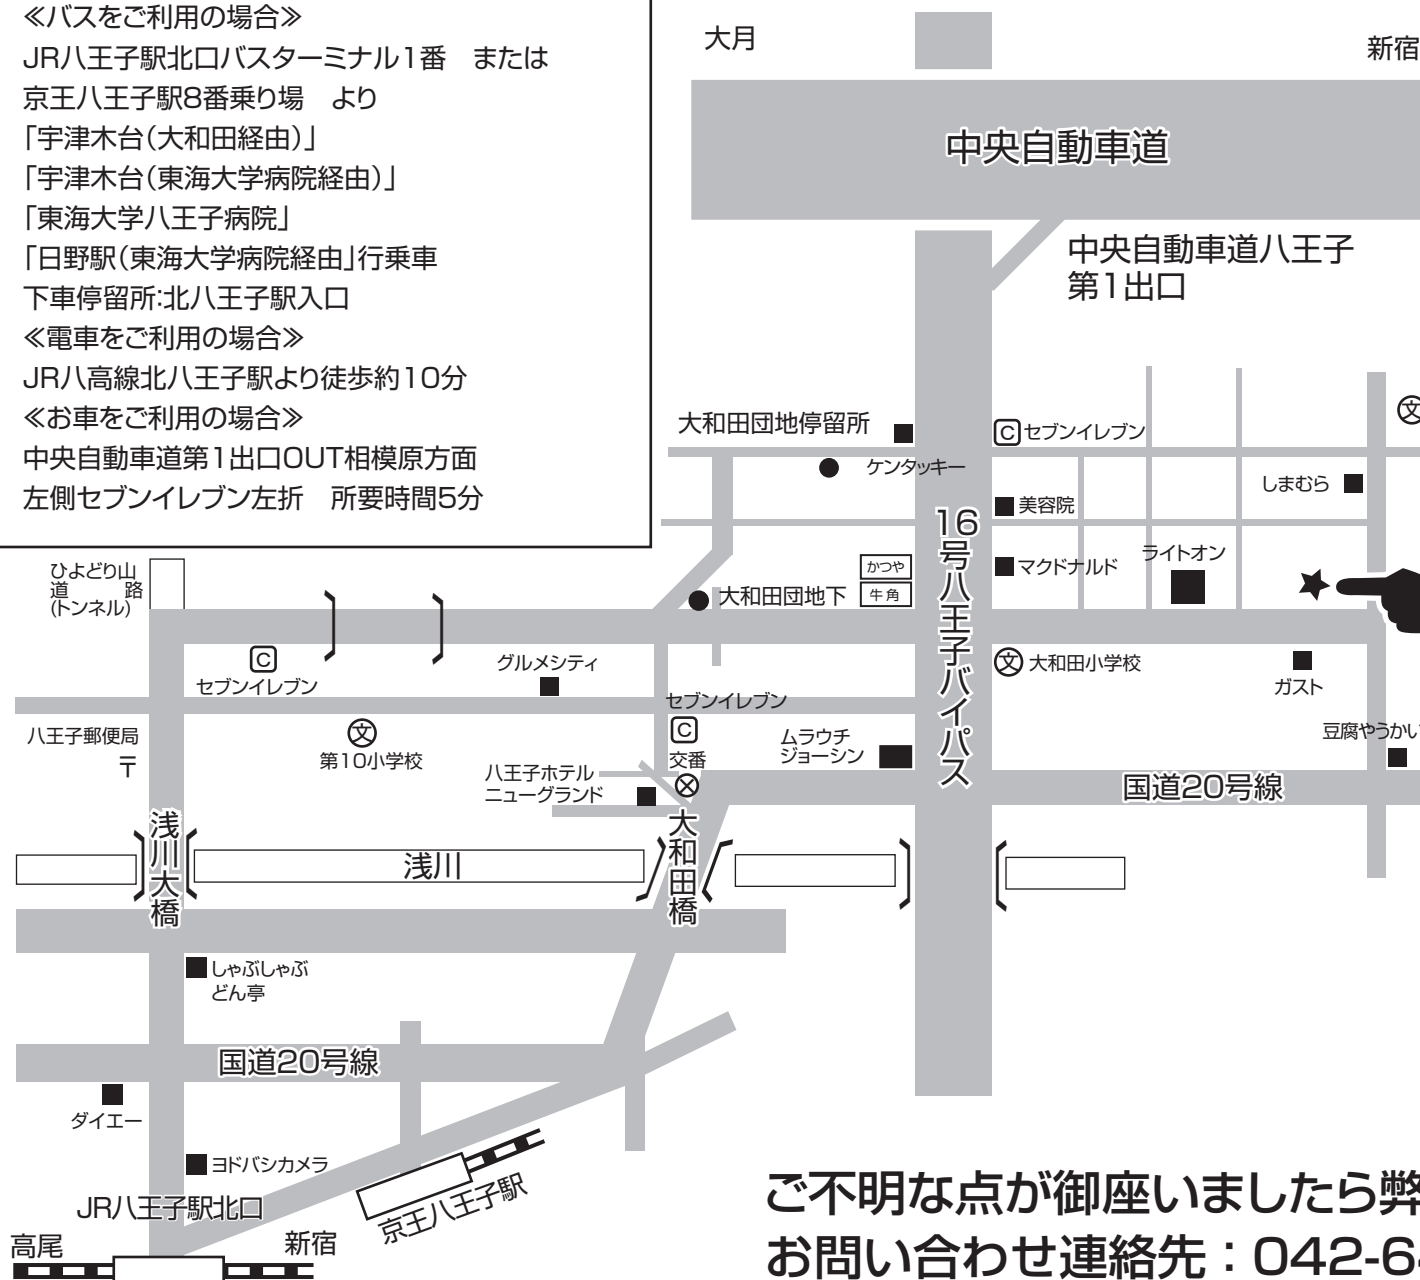 ≪バスをご利用の場合≫
JR八王子駅北口バスターミナル1番　または
京王八王子駅8番乗り場　より
「宇津木台(大和田経由)」
「宇津木台(東海大学病院経由)」
「東海大学八王子病院」
「日野駅(東海大学病院経由」行乗車
下車停留所:北八王子駅入口
≪電車をご利用の場合≫
JR八高線北八王子駅より徒歩約10分
≪お車をご利用の場合≫
中央自動車道第1出口OUT相模原方面
左側セブンイレブン左折　所要時間5分
大月
新宿
中央自動車道
中央自動車道八王子
第1出口
大和田団地停留所
C セブンイレブン
文
ケンタッキー
しまむら
美容院
16号八王子バイパス
ひよどり山
道路
(トンネル)
かつや
牛角
マクドナルド
ライトオン
大和田団地下
C
セブンイレブン
グルメシティ
文 大和田小学校
ガスト
セブンイレブン
C
八王子郵便局
〒
文
第10小学校
交番
ムラウチ
ジョーシン
豆腐やうかい
八王子ホテル
ニューグランド
国道20号線
浅川大橋
浅川
大和田橋
しゃぶしゃぶ
どん亭
国道20号線
ダイエー
ヨドバシカメラ
JR八王子駅北口
京王八王子駅
高尾
新宿
ご不明な点が御座いましたら弊
お問い合わせ連絡先：042-64